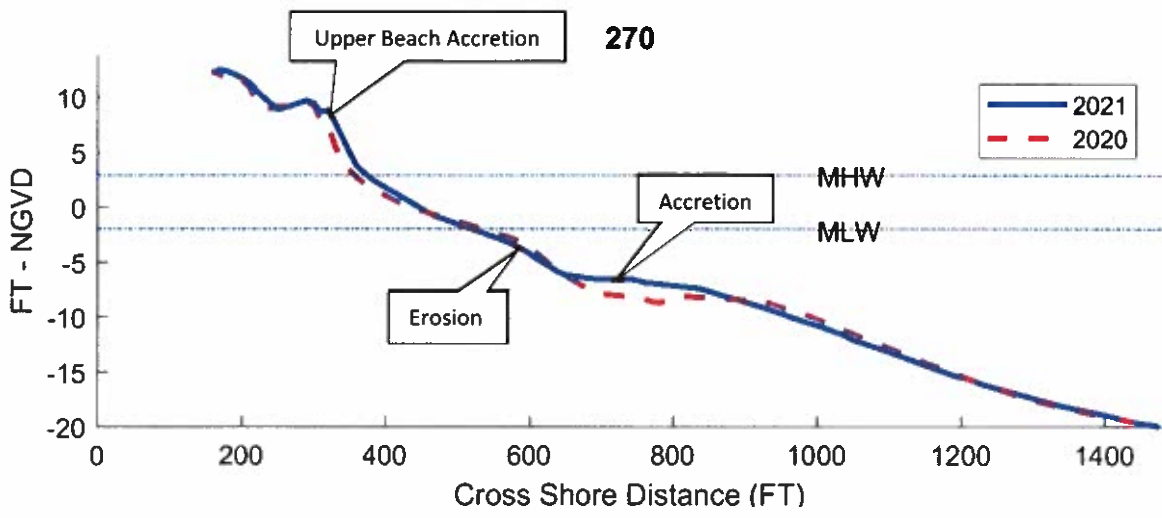 Upper Beach Accretion
270
10
5
0
-5
-10
-15
-20
FT - NGVD
2021
2020
MHW
Accretion
MLW
Erosion
0
200
400
600
800
1000
1200
1400
Cross Shore Distance (FT)